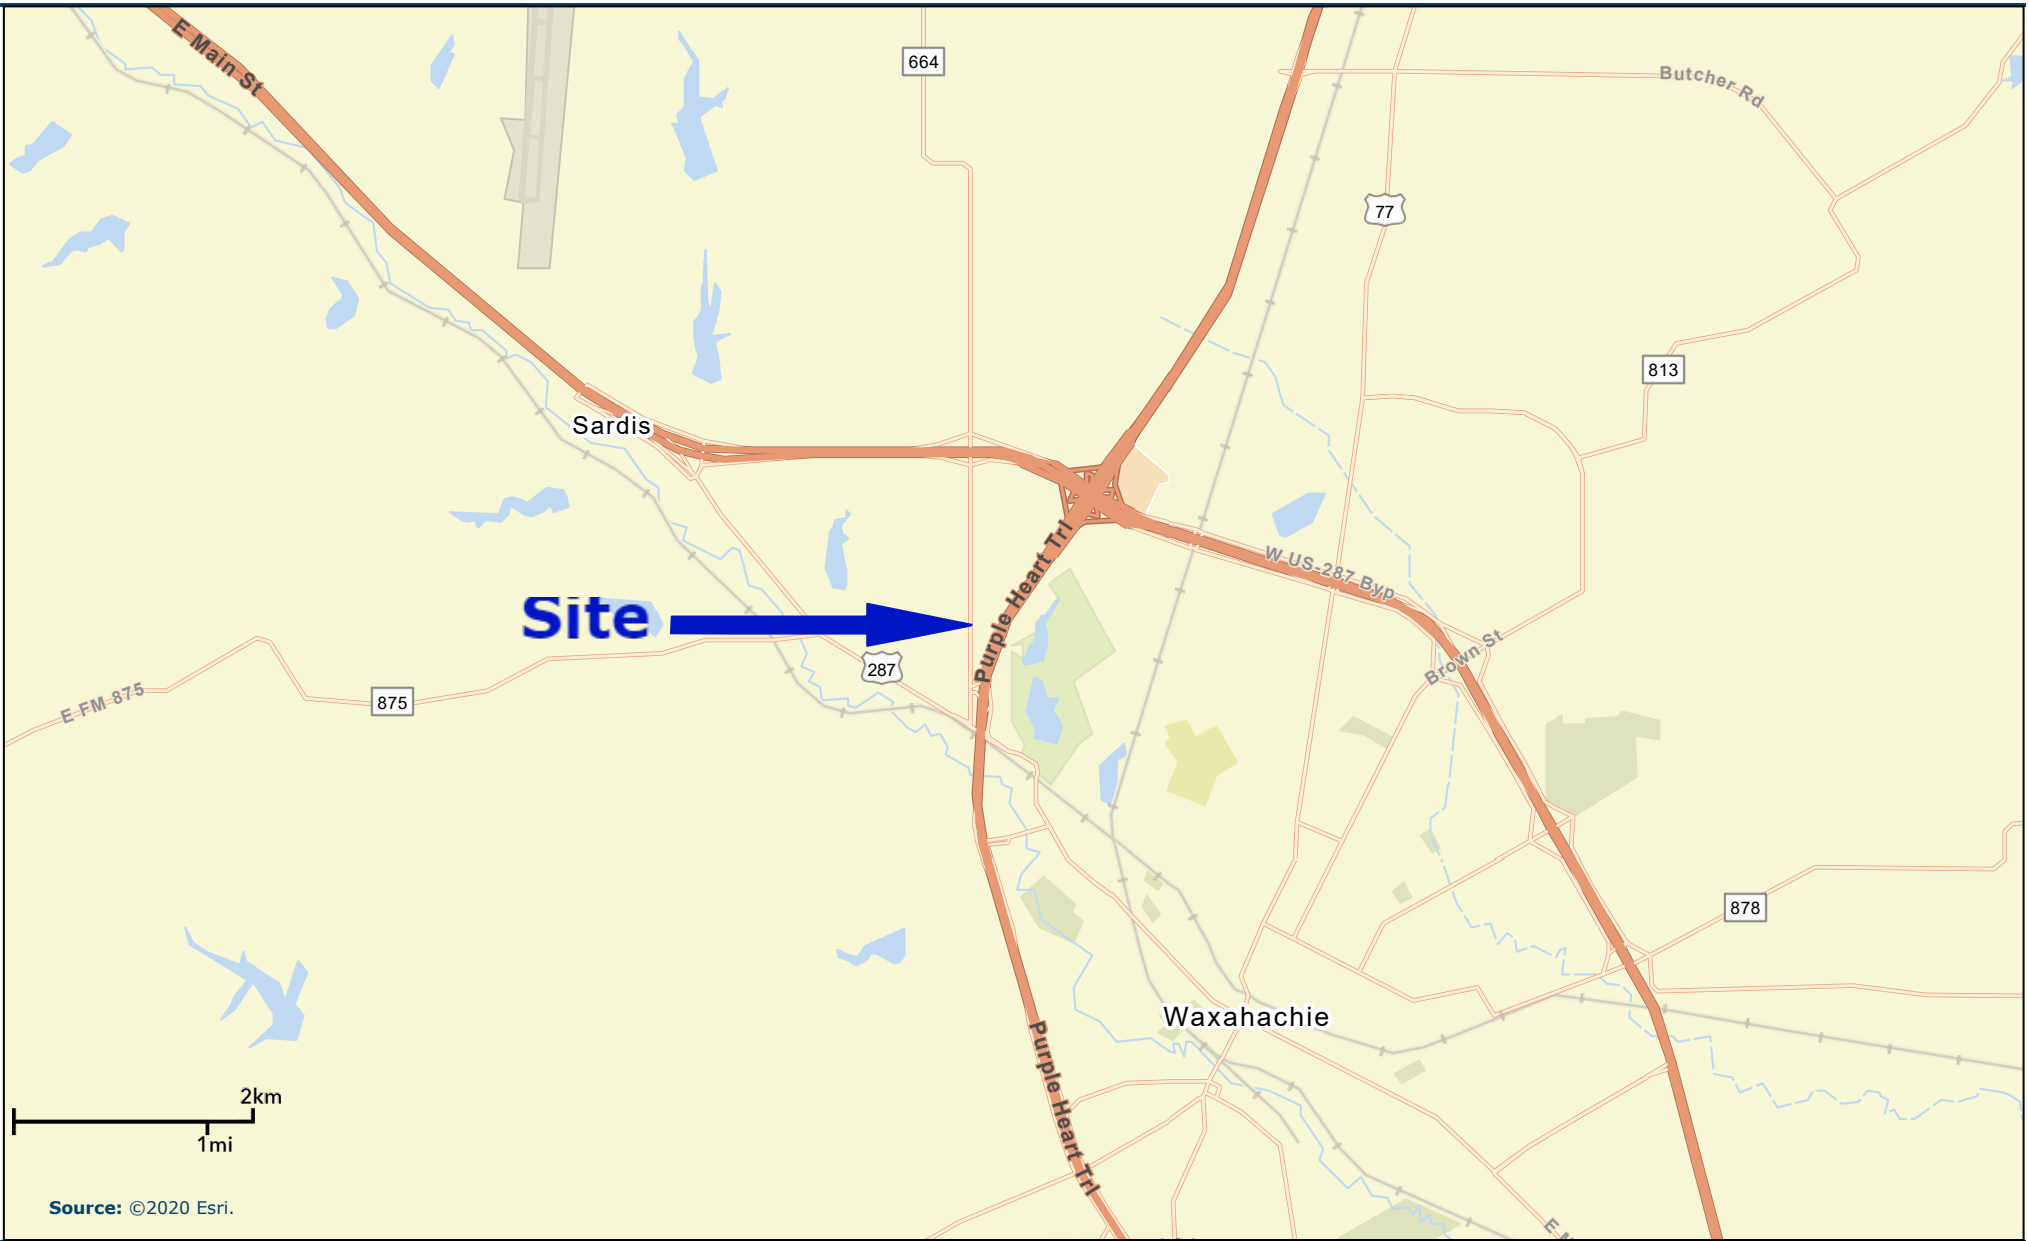 E Main St
664
Butcher Rd
77
813
Sardis
Purple Heart Trl
W US-287 Byp
Site
Brown St
287
E FM 875
875
878
Waxahachie
Purple Heart Trl
2km
1mi
Source: ©2020 Esri.